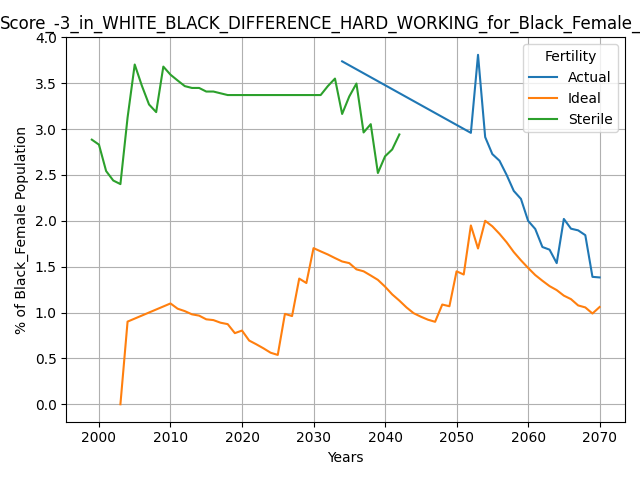 Score_-3_in_WHITE_BLACK_DIFFERENCE_HARD_WORKING_for_Black_Female_
4.0
3.5
3.0
2.5
2.0
1.5
1.0
0.5
0.0
% of Black_Female Population
Fertility
Actual
Ideal
Sterile
2000 2010 2020 2030 2040 2050 2060 2070
Years